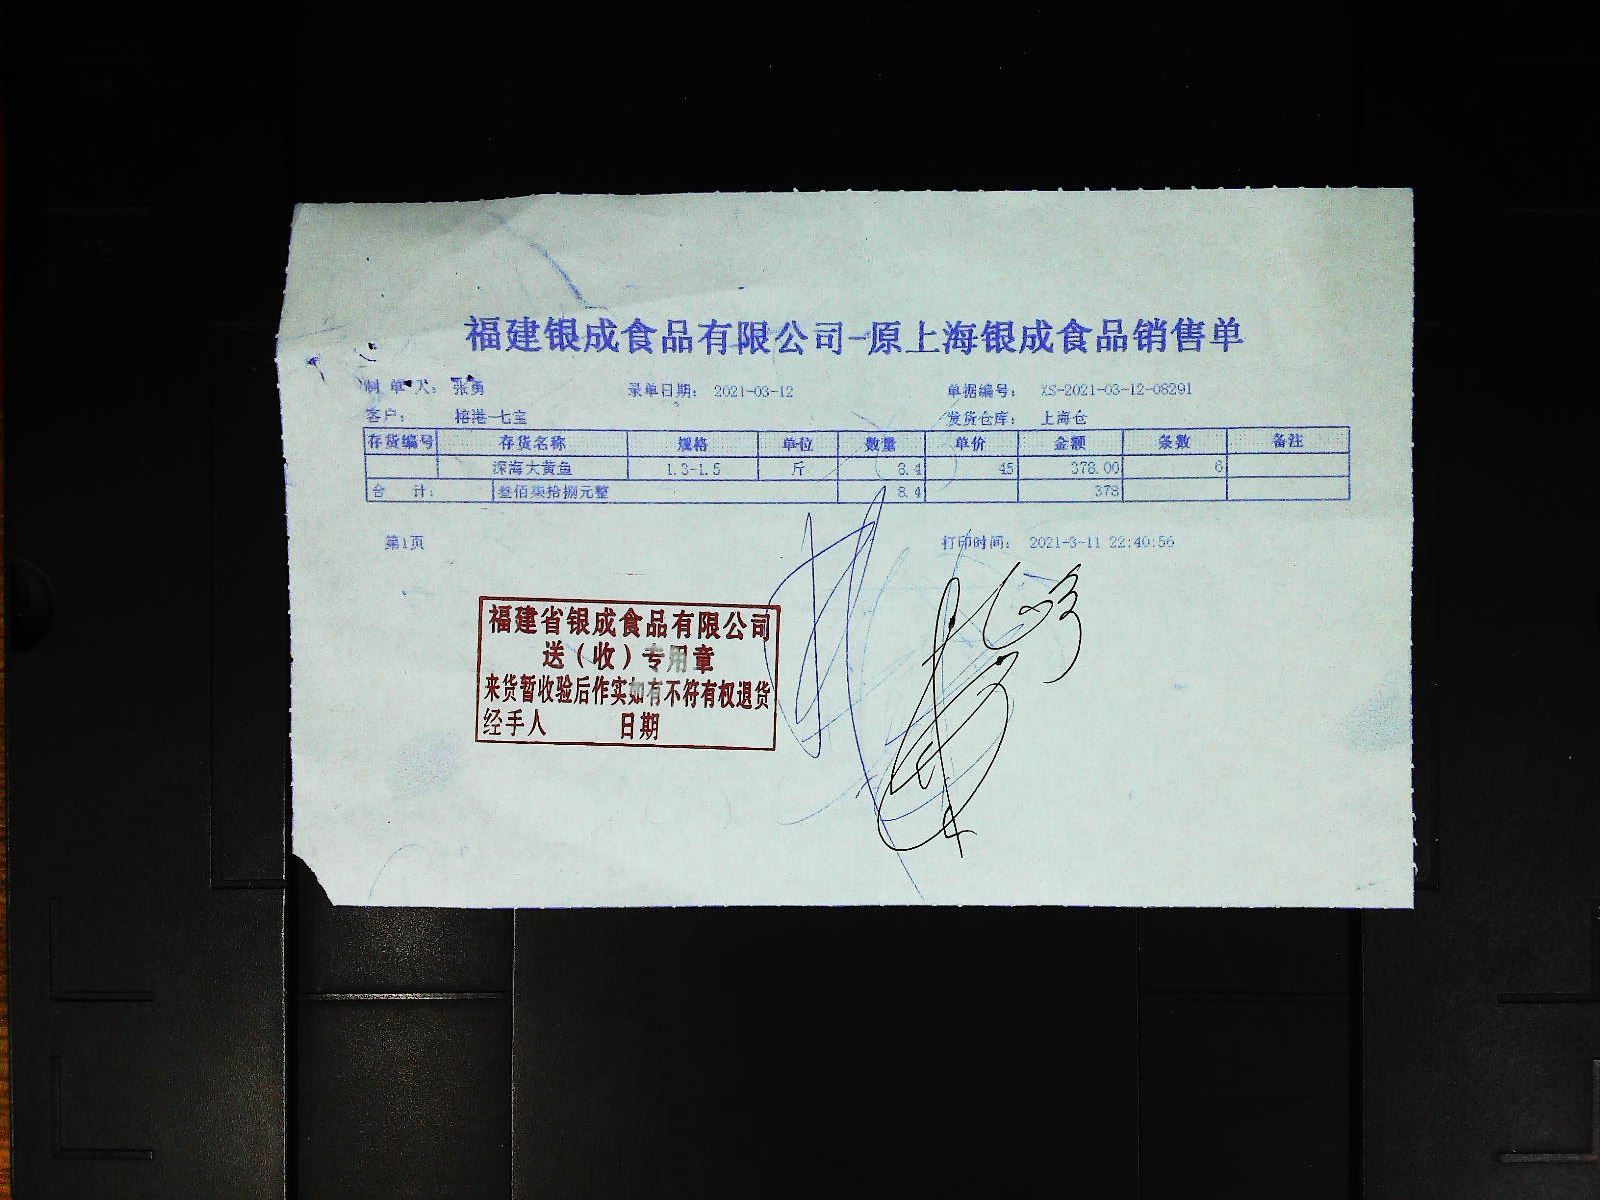 福建银成食品有限公司-原上海银成食品销售单
制单人： 张勇 录单日期： 2021-03-12 单据编号： XS-2021-03-12-08291
客户： 榕港-七宝 发货仓库： 上海仓
存货编号 存货名称 规格 单位 数量 单价 金额 条数 备注
深海大黄鱼 1.3-1.5 斤 8.4 45 378.00 6
合 计： 叁佰柒拾捌元整 8.4 378
第1页 打印时间： 2021-3-11 22:40:56
福建省银成食品有限公司
送（收）专用章
来货暂收验后作实如有不符有权退货
经手人 日期